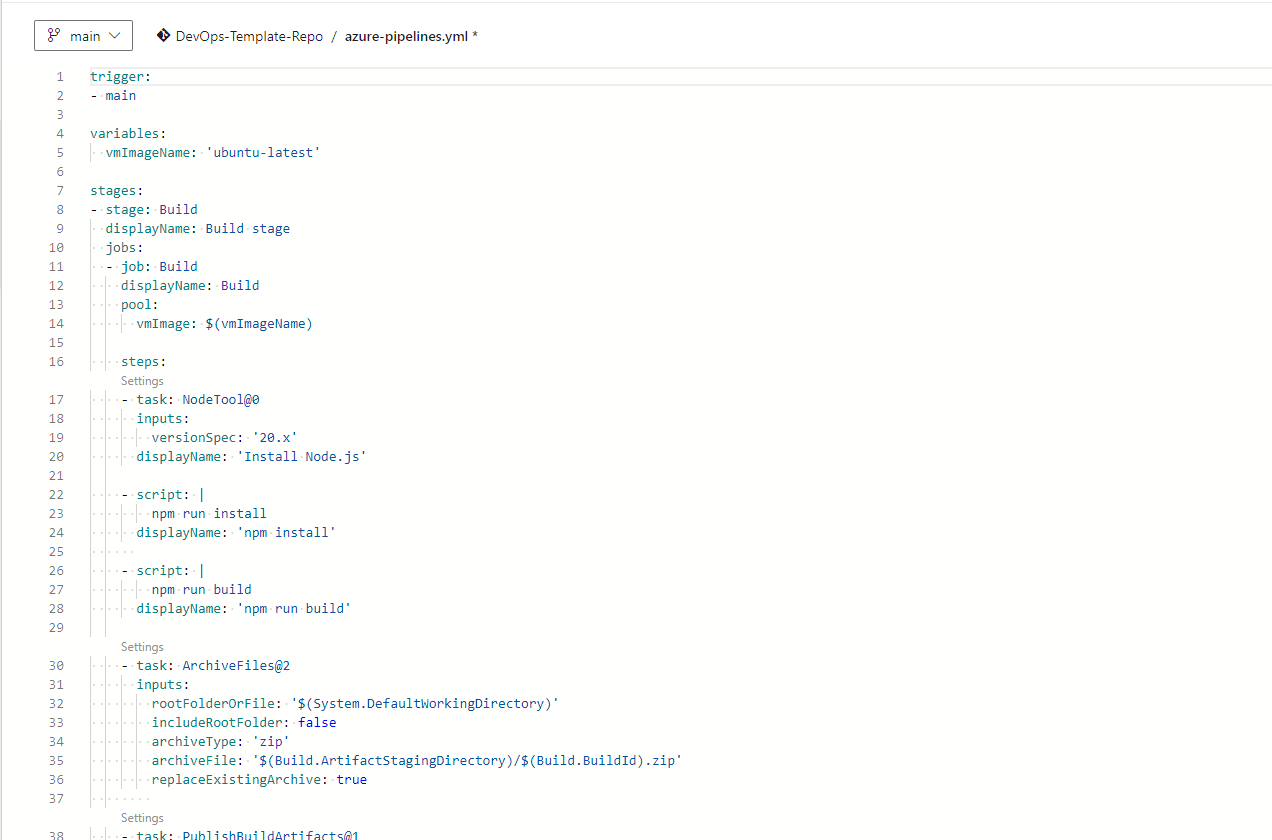 main DevOps-Template-Repo / azure-pipelines.yml *
1 trigger:
2 - main
3
4 variables:
5   vmImageName: 'ubuntu-latest'
6
7 stages:
8 - stage: Build
9   displayName: Build stage
10   jobs:
11   - job: Build
12     displayName: Build
13     pool:
14       vmImage: $(vmImageName)
15
16     steps:
Settings
17     - task: NodeTool@0
18       inputs:
19         versionSpec: '20.x'
20       displayName: 'Install Node.js'
21
22     - script: |
23         npm run install
24       displayName: 'npm install'
25
26     - script: |
27         npm run build
28       displayName: 'npm run build'
29
Settings
30     - task: ArchiveFiles@2
31       inputs:
32         rootFolderOrFile: '$(System.DefaultWorkingDirectory)'
33         includeRootFolder: false
34         archiveType: 'zip'
35         archiveFile: '$(Build.ArtifactStagingDirectory)/$(Build.BuildId).zip'
36         replaceExistingArchive: true
37
Settings
38     - task: PublishBuildArtifacts@1